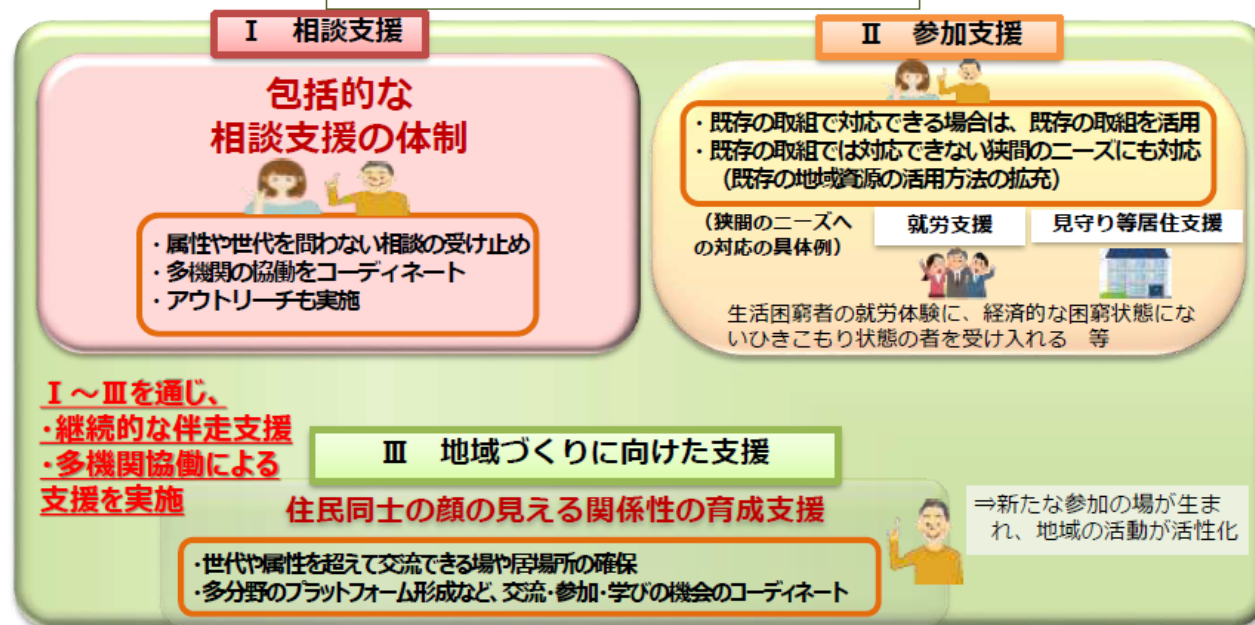 Ⅰ 相談支援
包括的な
相談支援の体制
・属性や世代を問わない相談の受け止め
・多機関の協働をコーディネート
・アウトリーチも実施
Ⅱ 参加支援
・既存の取組で対応できる場合は、既存の取組を活用
・既存の取組では対応できない狭間のニーズにも対応
（既存の地域資源の活用方法の拡充）
（狭間のニーズへ
の対応の具体例）
就労支援
見守り等居住支援
生活困窮者の就労体験に、経済的な困窮状態にな
いひきこもり状態の者を受け入れる 等
Ⅰ～Ⅲを通じ、
・継続的な伴走支援
・多機関協働による
支援を実施
Ⅲ 地域づくりに向けた支援
住民同士の顔の見える関係性の育成支援
・世代や属性を超えて交流できる場や居場所の確保
・多分野のプラットフォーム形成など、交流・参加・学びの機会のコーディネート
⇒新たな参加の場が生ま
れ、地域の活動が活性化